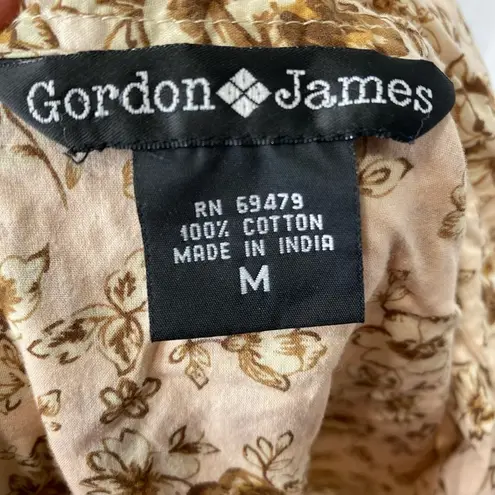 Gordon James
RN 69479
100% COTTON
MADE IN INDIA
M